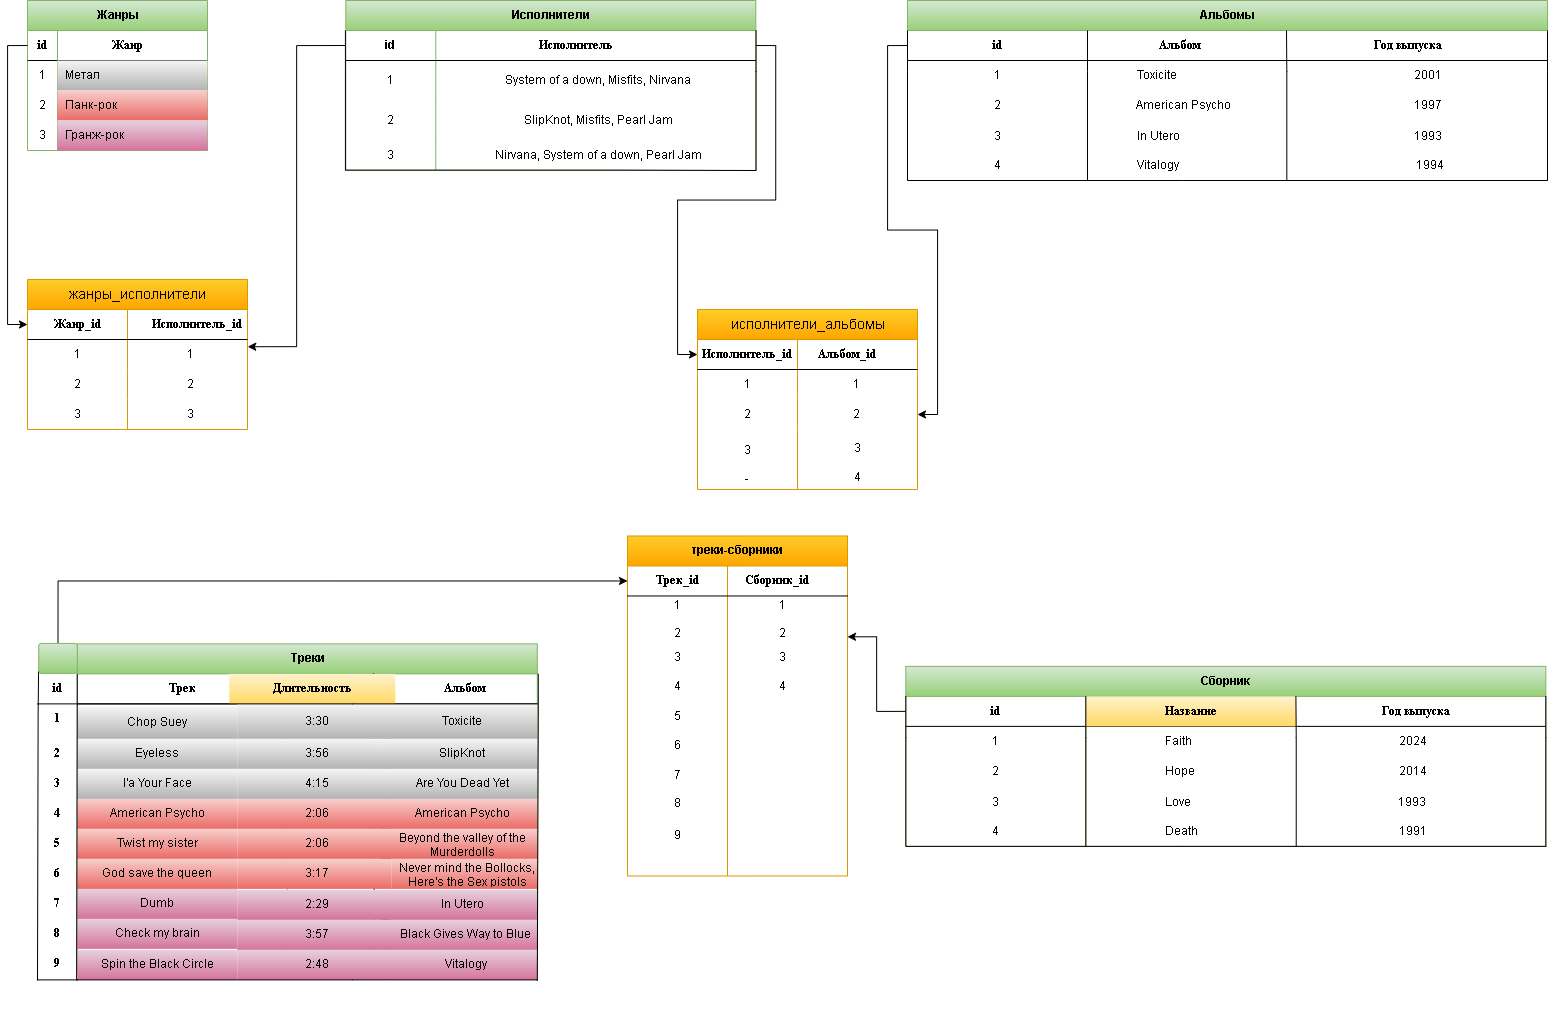 Жанры
id Жанр
1 Метал
2 Панк-рок
3 Гранж-рок
Исполнители
id Исполнитель
1 System of a down, Misfits, Nirvana
2 SlipKnot, Misfits, Pearl Jam
3 Nirvana, System of a down, Pearl Jam
Альбомы
id Альбом Год выпуска
1 Toxicite 2001
2 American Psycho 1997
3 In Utero 1993
4 Vitalogy 1994
жанры_исполнители
Жанр_id Исполнитель_id
1 1
2 2
3 3
исполнители_альбомы
Исполнитель_id Альбом_id
1 1
2 2
3 3
- 4
треки-сборники
Трек_id Сборник_id
1 1
2 2
3 3
4 4
5
6
7
8
9
Треки
id Трек Длительность Альбом
1 Chop Suey 3:30 Toxicite
2 Eyeless 3:56 SlipKnot
3 I'a Your Face 4:15 Are You Dead Yet
4 American Psycho 2:06 American Psycho
5 Twist my sister 2:06 Beyond the valley of the
Murderdolls
6 God save the queen 3:17 Never mind the Bollocks,
Here's the Sex pistols
7 Dumb 2:29 In Utero
8 Check my brain 3:57 Black Gives Way to Blue
9 Spin the Black Circle 2:48 Vitalogy
Сборник
id Название Год выпуска
1 Faith 2024
2 Hope 2014
3 Love 1993
4 Death 1991